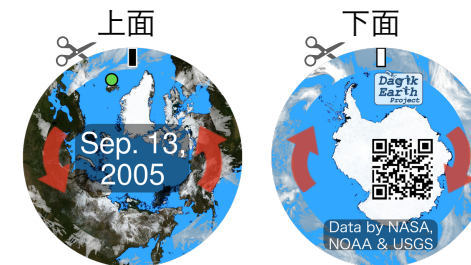 上面
下面
Sep. 13,
2005
Dagik
Earth
Project
Data by NASA,
NOAA & USGS